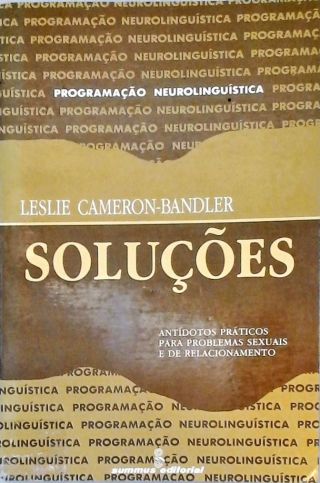 PROGRAMAÇÃO NEUROLINGUÍSTICA
LESLIE CAMERON-BANDLER
SOLUÇÕES
ANTÍDOTOS PRÁTICOS
PARA PROBLEMAS SEXUAIS
E DE RELACIONAMENTO
summus editorial